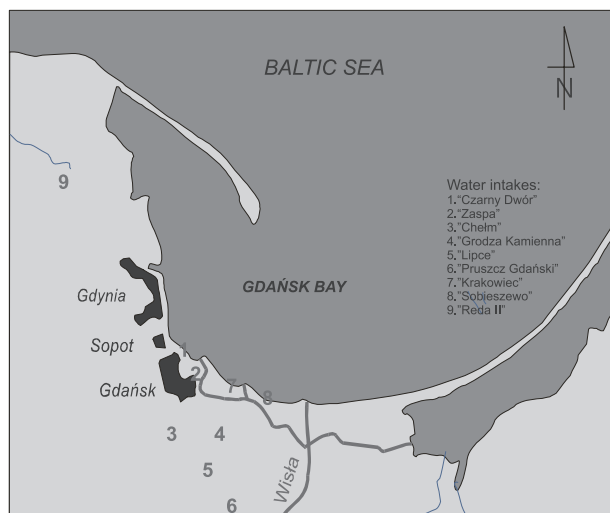 BALTIC SEA
N
9
Water intakes:
1."Czarny Dwór"
2."Zaspa"
3."Chełm"
4."Grodza Kamienna"
5."Lipce"
6."Pruszcz Gdański"
7."Krakowiec"
8."Sobieszewo"
9."Reda II"
GDAŃSK BAY
Gdynia
Sopot
1
Gdańsk
2
7
8
3
4
5
Wisła
6